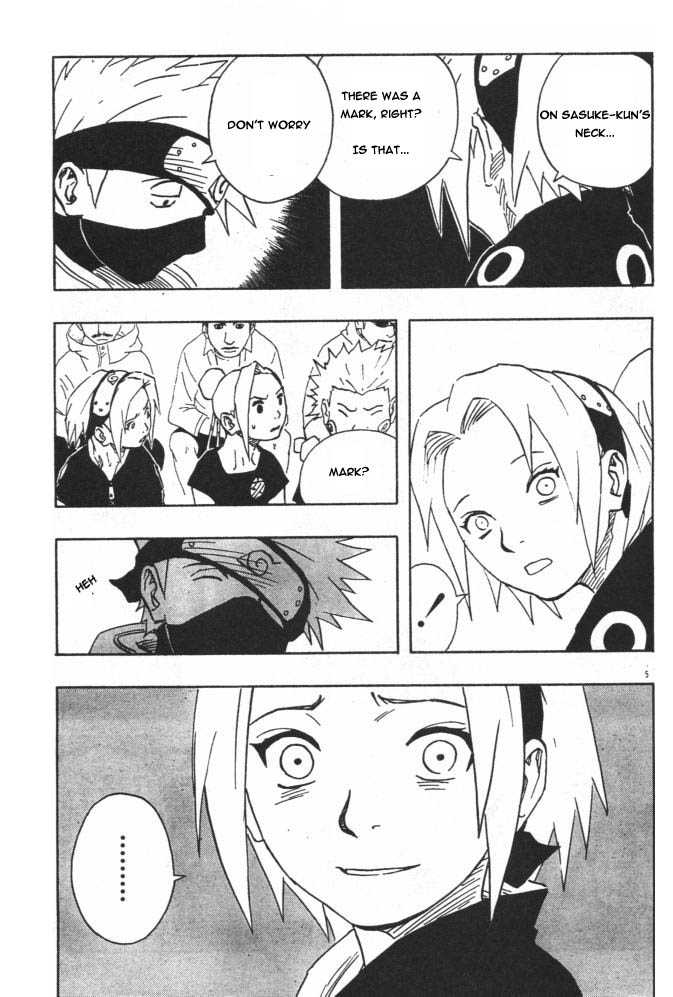 ON SASUKE-KUN'S
NECK...
THERE WAS A
MARK, RIGHT?
IS THAT...
DON'T WORRY
!
MARK?
HEH
5
.........